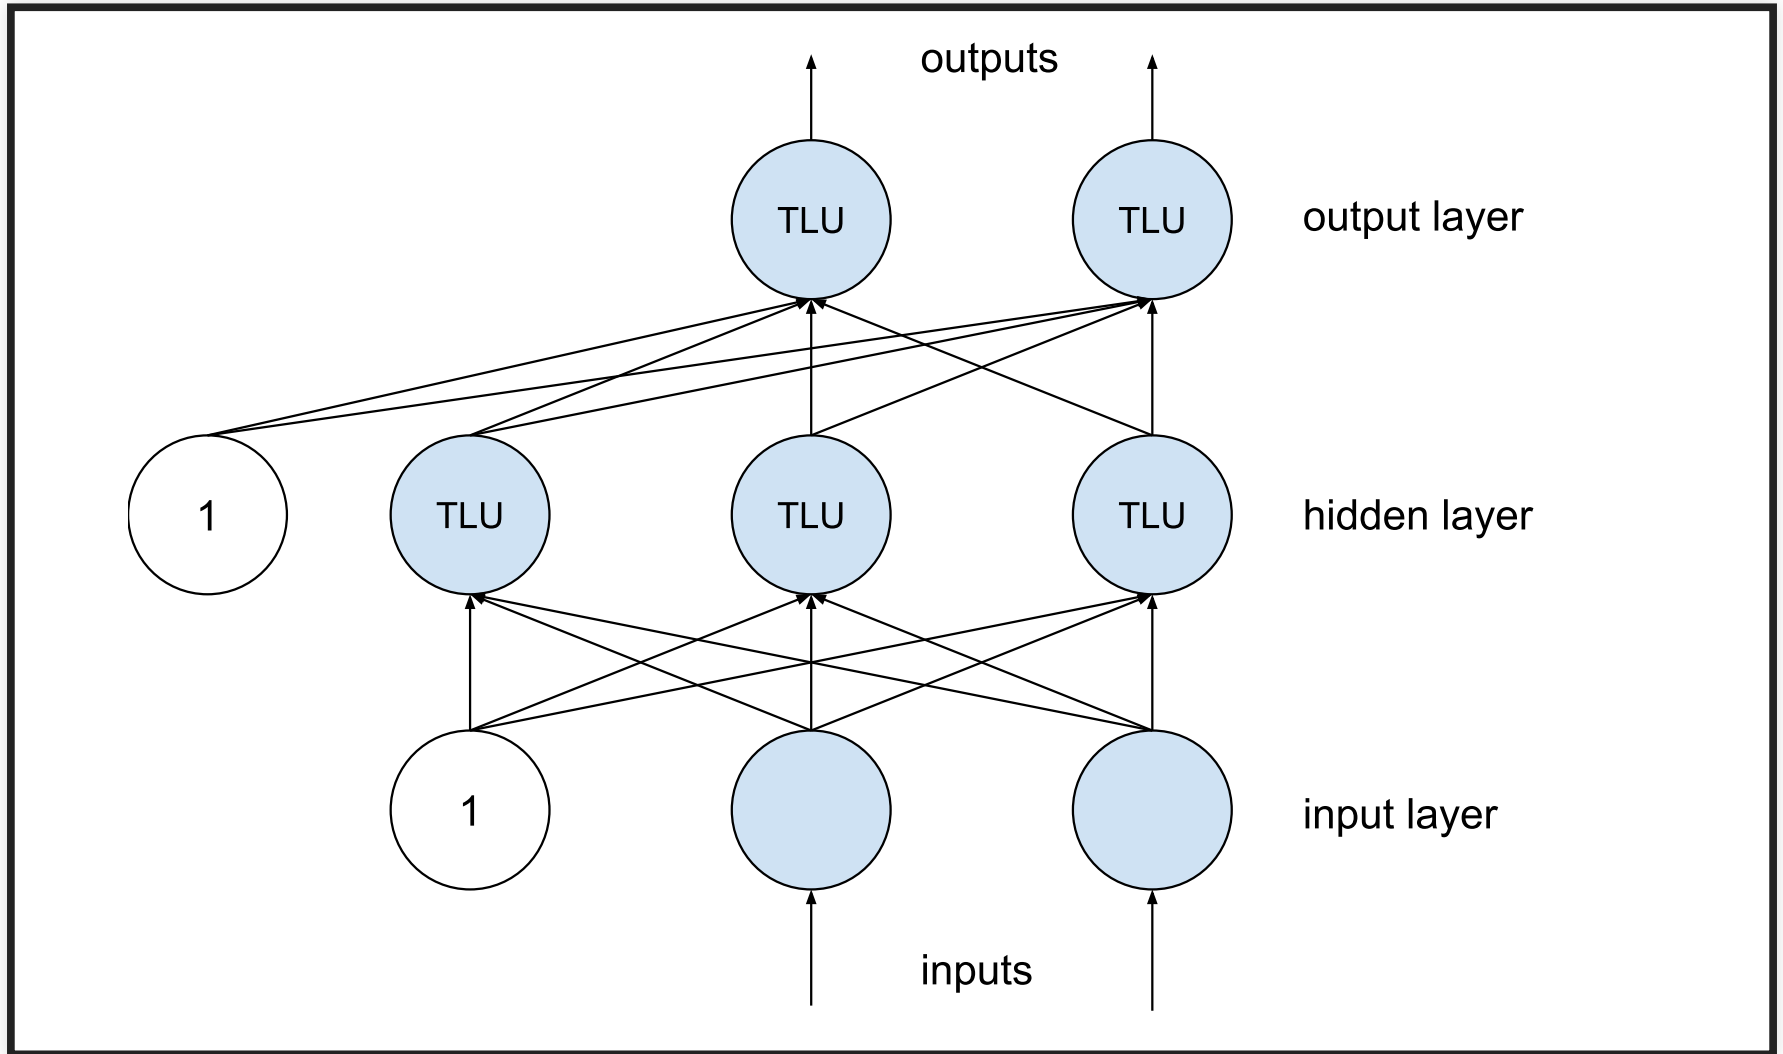 outputs
TLU TLU output layer
1 TLU TLU TLU hidden layer
1 input layer
inputs